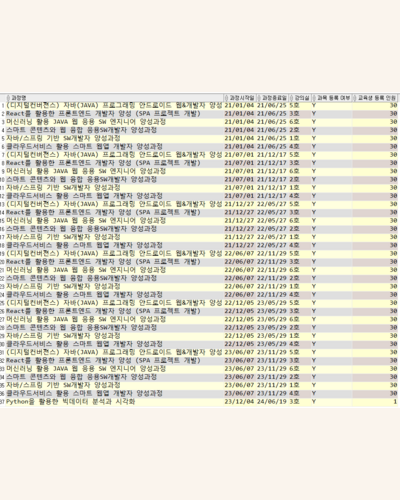 과정명 과정시작일 과정종료일 강의실 과목 등록 여부 교육생 등록 인원
1 (디지털컨버젼스) 자바(JAVA) 프로그래밍 안드로이드 웹&개발자 양성 21/01/04 21/06/25 5호 Y 30
2 React를 활용한 프론트엔드 개발자 양성 (SPA 프로젝트 개발) 21/01/04 21/06/25 3호 Y 30
3 머신러닝 활용 JAVA 웹 응용 SW 엔지니어 양성과정 21/01/04 21/06/25 6호 Y 30
4 스마트 콘텐츠와 웹 융합 응용SW개발자 양성과정 21/01/04 21/06/25 2호 Y 30
5 자바/스프링 기반 SW개발자 양성과정 21/01/04 21/06/25 1호 Y 30
6 클라우드서비스 활용 스마트 웹앱 개발자 양성과정 21/01/04 21/06/25 4호 Y 30
7 (디지털컨버젼스) 자바(JAVA) 프로그래밍 안드로이드 웹&개발자 양성 21/07/01 21/12/17 5호 Y 30
8 React를 활용한 프론트엔드 개발자 양성 (SPA 프로젝트 개발) 21/07/01 21/12/17 3호 Y 30
9 머신러닝 활용 JAVA 웹 응용 SW 엔지니어 양성과정 21/07/01 21/12/17 6호 Y 30
10 스마트 콘텐츠와 웹 융합 응용SW개발자 양성과정 21/07/01 21/12/17 2호 Y 30
11 자바/스프링 기반 SW개발자 양성과정 21/07/01 21/12/17 1호 Y 30
12 클라우드서비스 활용 스마트 웹앱 개발자 양성과정 21/07/01 21/12/17 4호 Y 30
13 (디지털컨버젼스) 자바(JAVA) 프로그래밍 안드로이드 웹&개발자 양성 21/12/27 22/05/27 5호 Y 30
14 React를 활용한 프론트엔드 개발자 양성 (SPA 프로젝트 개발) 21/12/27 22/05/27 3호 Y 30
15 머신러닝 활용 JAVA 웹 응용 SW 엔지니어 양성과정 21/12/27 22/05/27 6호 Y 30
16 스마트 콘텐츠와 웹 융합 응용SW개발자 양성과정 21/12/27 22/05/27 2호 Y 30
17 자바/스프링 기반 SW개발자 양성과정 21/12/27 22/05/27 1호 Y 30
18 클라우드서비스 활용 스마트 웹앱 개발자 양성과정 21/12/27 22/05/27 4호 Y 30
19 (디지털컨버젼스) 자바(JAVA) 프로그래밍 안드로이드 웹&개발자 양성 22/06/07 22/11/29 5호 Y 30
20 React를 활용한 프론트엔드 개발자 양성 (SPA 프로젝트 개발) 22/06/07 22/11/29 3호 Y 30
21 머신러닝 활용 JAVA 웹 응용 SW 엔지니어 양성과정 22/06/07 22/11/29 6호 Y 30
22 스마트 콘텐츠와 웹 융합 응용SW개발자 양성과정 22/06/07 22/11/29 2호 Y 30
23 자바/스프링 기반 SW개발자 양성과정 22/06/07 22/11/29 1호 Y 30
24 클라우드서비스 활용 스마트 웹앱 개발자 양성과정 22/06/07 22/11/29 4호 Y 30
25 (디지털컨버젼스) 자바(JAVA) 프로그래밍 안드로이드 웹&개발자 양성 22/12/05 23/05/29 5호 Y 30
26 React를 활용한 프론트엔드 개발자 양성 (SPA 프로젝트 개발) 22/12/05 23/05/29 3호 Y 30
27 머신러닝 활용 JAVA 웹 응용 SW 엔지니어 양성과정 22/12/05 23/05/29 6호 Y 30
28 스마트 콘텐츠와 웹 융합 응용SW개발자 양성과정 22/12/05 23/05/29 2호 Y 30
29 자바/스프링 기반 SW개발자 양성과정 22/12/05 23/05/29 1호 Y 30
30 클라우드서비스 활용 스마트 웹앱 개발자 양성과정 22/12/05 23/05/29 4호 Y 30
31 (디지털컨버젼스) 자바(JAVA) 프로그래밍 안드로이드 웹&개발자 양성 23/06/07 23/11/29 5호 Y 30
32 React를 활용한 프론트엔드 개발자 양성 (SPA 프로젝트 개발) 23/06/07 23/11/29 3호 Y 30
33 머신러닝 활용 JAVA 웹 응용 SW 엔지니어 양성과정 23/06/07 23/11/29 6호 Y 30
34 스마트 콘텐츠와 웹 융합 응용SW개발자 양성과정 23/06/07 23/11/29 2호 Y 30
35 자바/스프링 기반 SW개발자 양성과정 23/06/07 23/11/29 1호 Y 30
36 클라우드서비스 활용 스마트 웹앱 개발자 양성과정 23/06/07 23/11/29 4호 Y 30
37 Python을 활용한 빅데이터 분석과 시각화 23/12/04 24/06/19 1호 Y 1